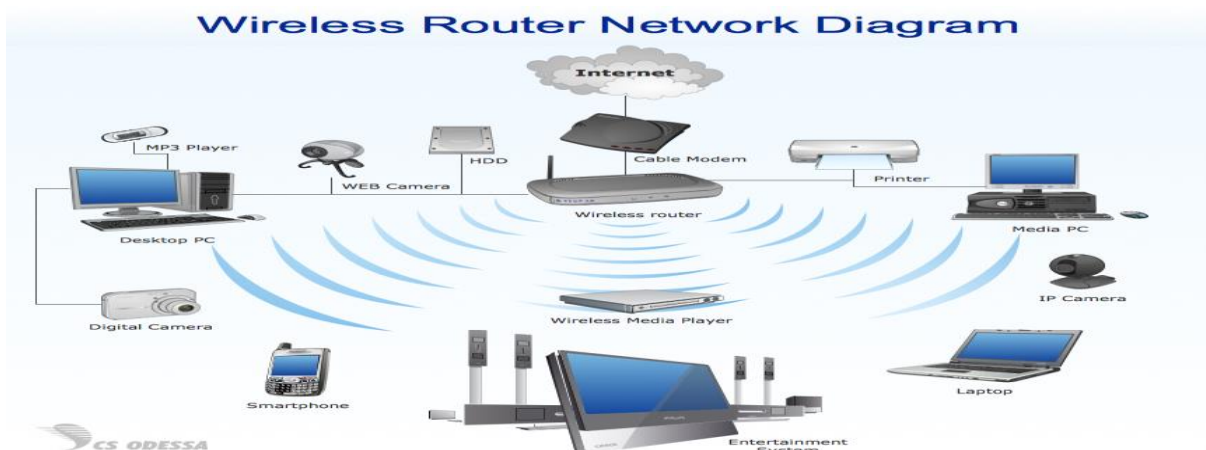 Wireless Router Network Diagram
Internet
MP3 Player
HDD
Cable Modem
WEB Camera
Printer
Wireless router
Desktop PC
Media PC
IP Camera
Digital Camera
Wireless Media Player
Laptop
Smartphone
Entertainment
System
CS ODESSA